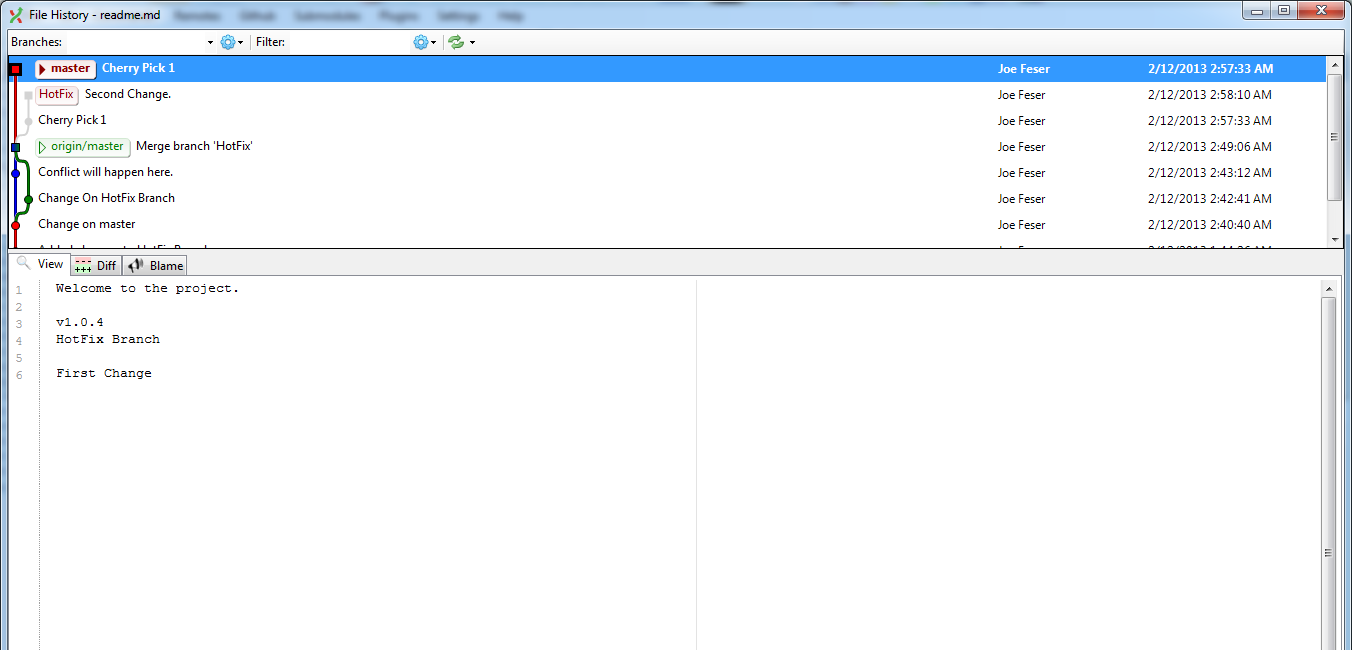 File History - readme.md
Remotes Github Submodules Plugins Settings Help
Branches: Filter:
master Cherry Pick 1 Joe Feser 2/12/2013 2:57:33 AM
HotFix Second Change. Joe Feser 2/12/2013 2:58:10 AM
Cherry Pick 1 Joe Feser 2/12/2013 2:57:33 AM
origin/master Merge branch 'HotFix' Joe Feser 2/12/2013 2:49:06 AM
Conflict will happen here. Joe Feser 2/12/2013 2:43:12 AM
Change On HotFix Branch Joe Feser 2/12/2013 2:42:41 AM
Change on master Joe Feser 2/12/2013 2:40:40 AM
View Diff Blame
1 Welcome to the project.
2
3 v1.0.4
4 HotFix Branch
5
6 First Change